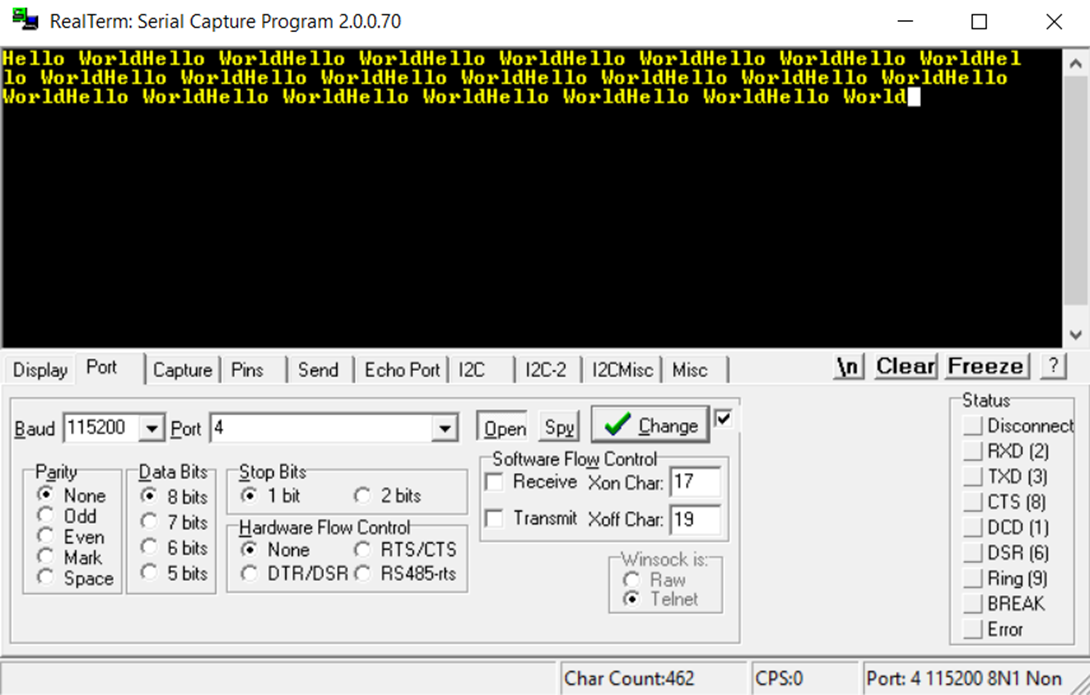 RealTerm: Serial Capture Program 2.0.0.70
Hello WorldHello WorldHello WorldHello WorldHello WorldHello WorldHello WorldHel
lo WorldHello WorldHello WorldHello WorldHello WorldHello WorldHello WorldHello
WorldHello WorldHello WorldHello WorldHello WorldHello WorldHello World
Display Port Capture Pins Send Echo Port I2C I2C-2 I2CMisc Misc \n Clear Freeze ?
Baud 115200 Port 4 Open Spy Change
Parity
None
Odd
Even
Mark
Space
Data Bits
8 bits
7 bits
6 bits
5 bits
Stop Bits
1 bit 2 bits
Hardware Flow Control
None RTS/CTS
DTR/DSR RS485-rts
Software Flow Control
Receive Xon Char: 17
Transmit Xoff Char: 19
Winsock is:
Raw
Telnet
Status
Disconnect
RXD (2)
TXD (3)
CTS (8)
DCD (1)
DSR (6)
Ring (9)
BREAK
Error
Char Count:462 CPS:0 Port: 4 115200 8N1 Non